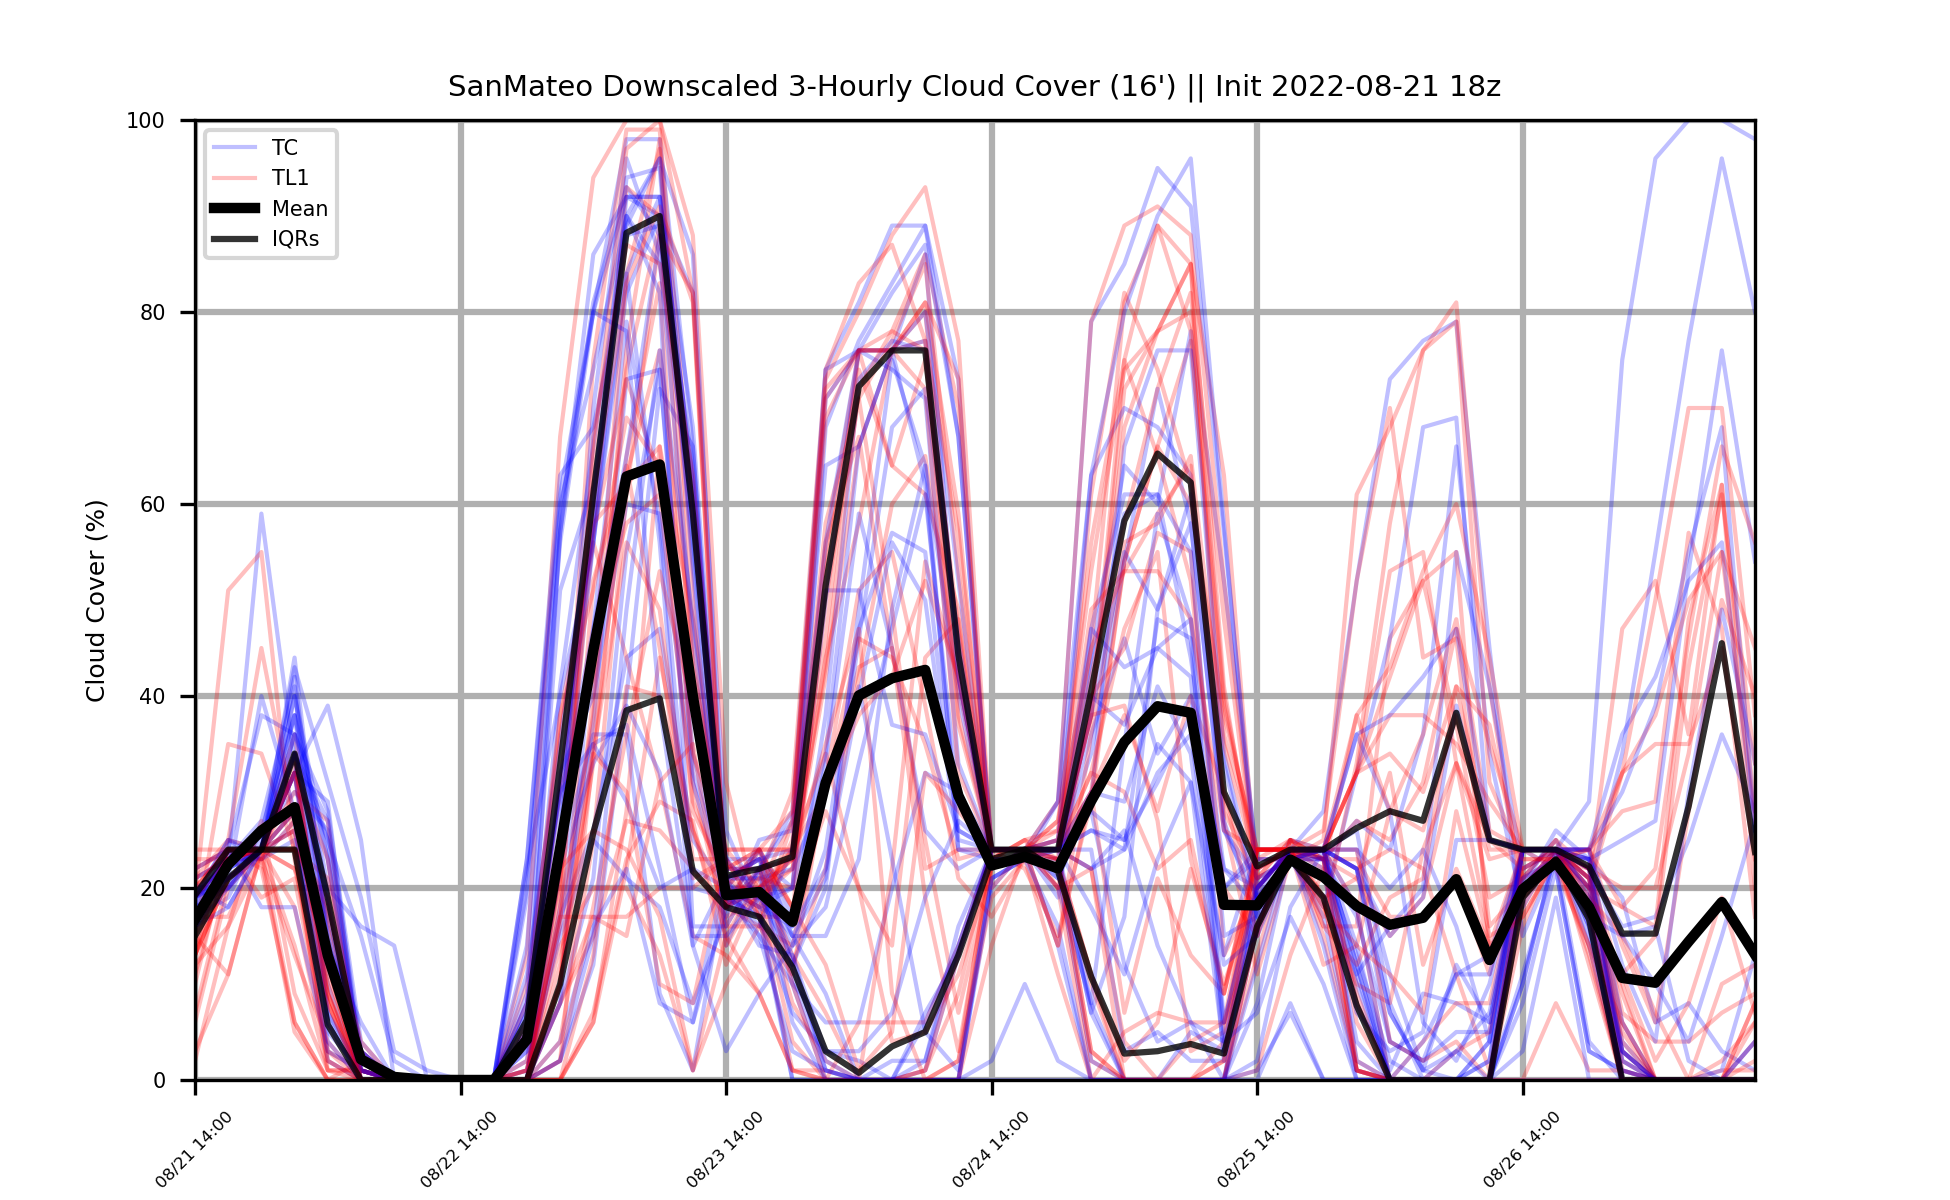 SanMateo Downscaled 3-Hourly Cloud Cover (16') || Init 2022-08-21 18z
Cloud Cover (%)
100
80
60
40
20
0
TC
TL1
Mean
IQRs
08/21 14:00
08/22 14:00
08/23 14:00
08/24 14:00
08/25 14:00
08/26 14:00